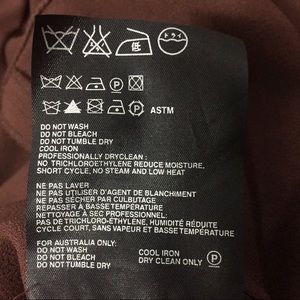 低
ドライ
P
P
ASTM
DO NOT WASH
DO NOT BLEACH
DO NOT TUMBLE DRY
COOL IRON
PROFESSIONALLY DRYCLEAN :
NO TRICHLOROETHYLENE REDUCE MOISTURE,
SHORT CYCLE, NO STEAM AND LOW HEAT
NE PAS LAVER
NE PAS UTILISER D'AGENT DE BLANCHIMENT
NE PAS SÉCHER PAR CULBUTAGE
REPASSER À BASSE TEMPÉRATURE
NETTOYAGE A SEC PROFESSIONNEL:
PAS DE TRICHLO-ETHYLENE, HUMIDITÉ RÉDUITE
CYCLE COURT, SANS VAPEUR ET BASSE TEMPÉRATURE
FOR AUSTRALIA ONLY:
DO NOT WASH
DO NOT BLEACH
DO NOT TUMBLE DRY
COOL IRON
DRY CLEAN ONLY
P